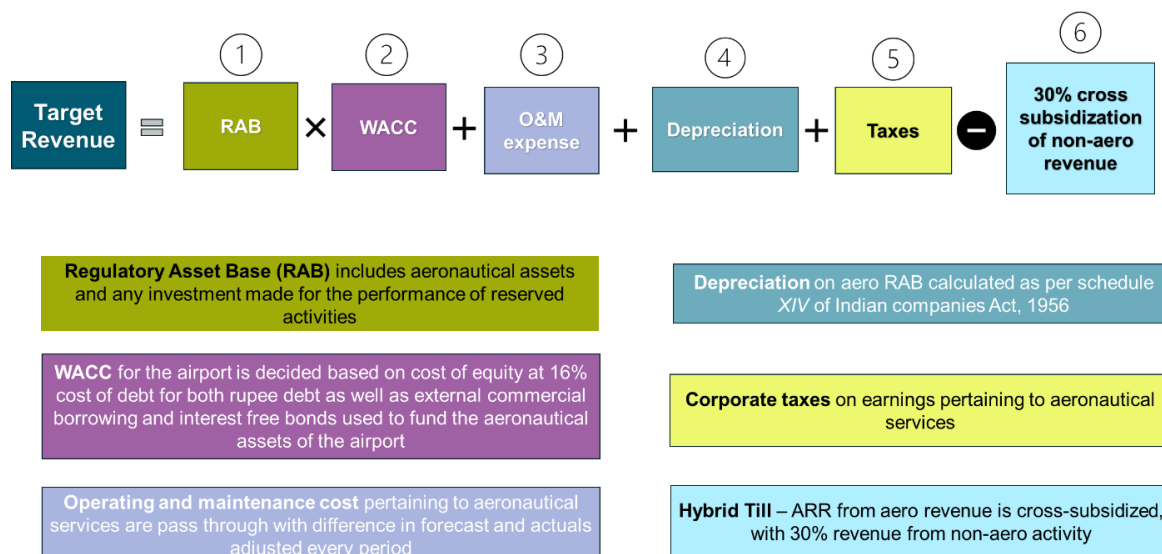 1
2
3
4
5
6
Target
Revenue
=
RAB
×
WACC
+
O&M
expense
+
Depreciation
+
Taxes
−
30% cross
subsidization
of non-aero
revenue
Regulatory Asset Base (RAB) includes aeronautical assets
and any investment made for the performance of reserved
activities
WACC for the airport is decided based on cost of equity at 16%
cost of debt for both rupee debt as well as external commercial
borrowing and interest free bonds used to fund the aeronautical
assets of the airport
Operating and maintenance cost pertaining to aeronautical
services are pass through with difference in forecast and actuals
adjusted every period
Depreciation on aero RAB calculated as per schedule
XIV of Indian companies Act, 1956
Corporate taxes on earnings pertaining to aeronautical
services
Hybrid Till – ARR from aero revenue is cross-subsidized,
with 30% revenue from non-aero activity